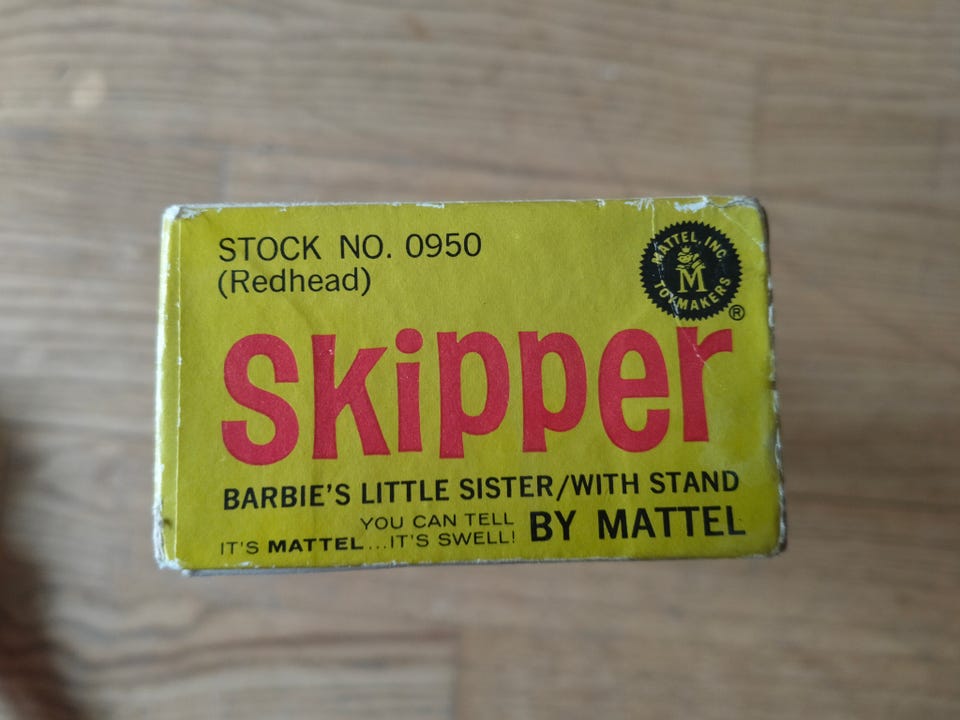 STOCK NO. 0950
(Redhead)
MATTEL, INC.
M
TOYMAKERS
®
Skipper
BARBIE'S LITTLE SISTER/WITH STAND
YOU CAN TELL
IT'S MATTEL...IT'S SWELL!
BY MATTEL